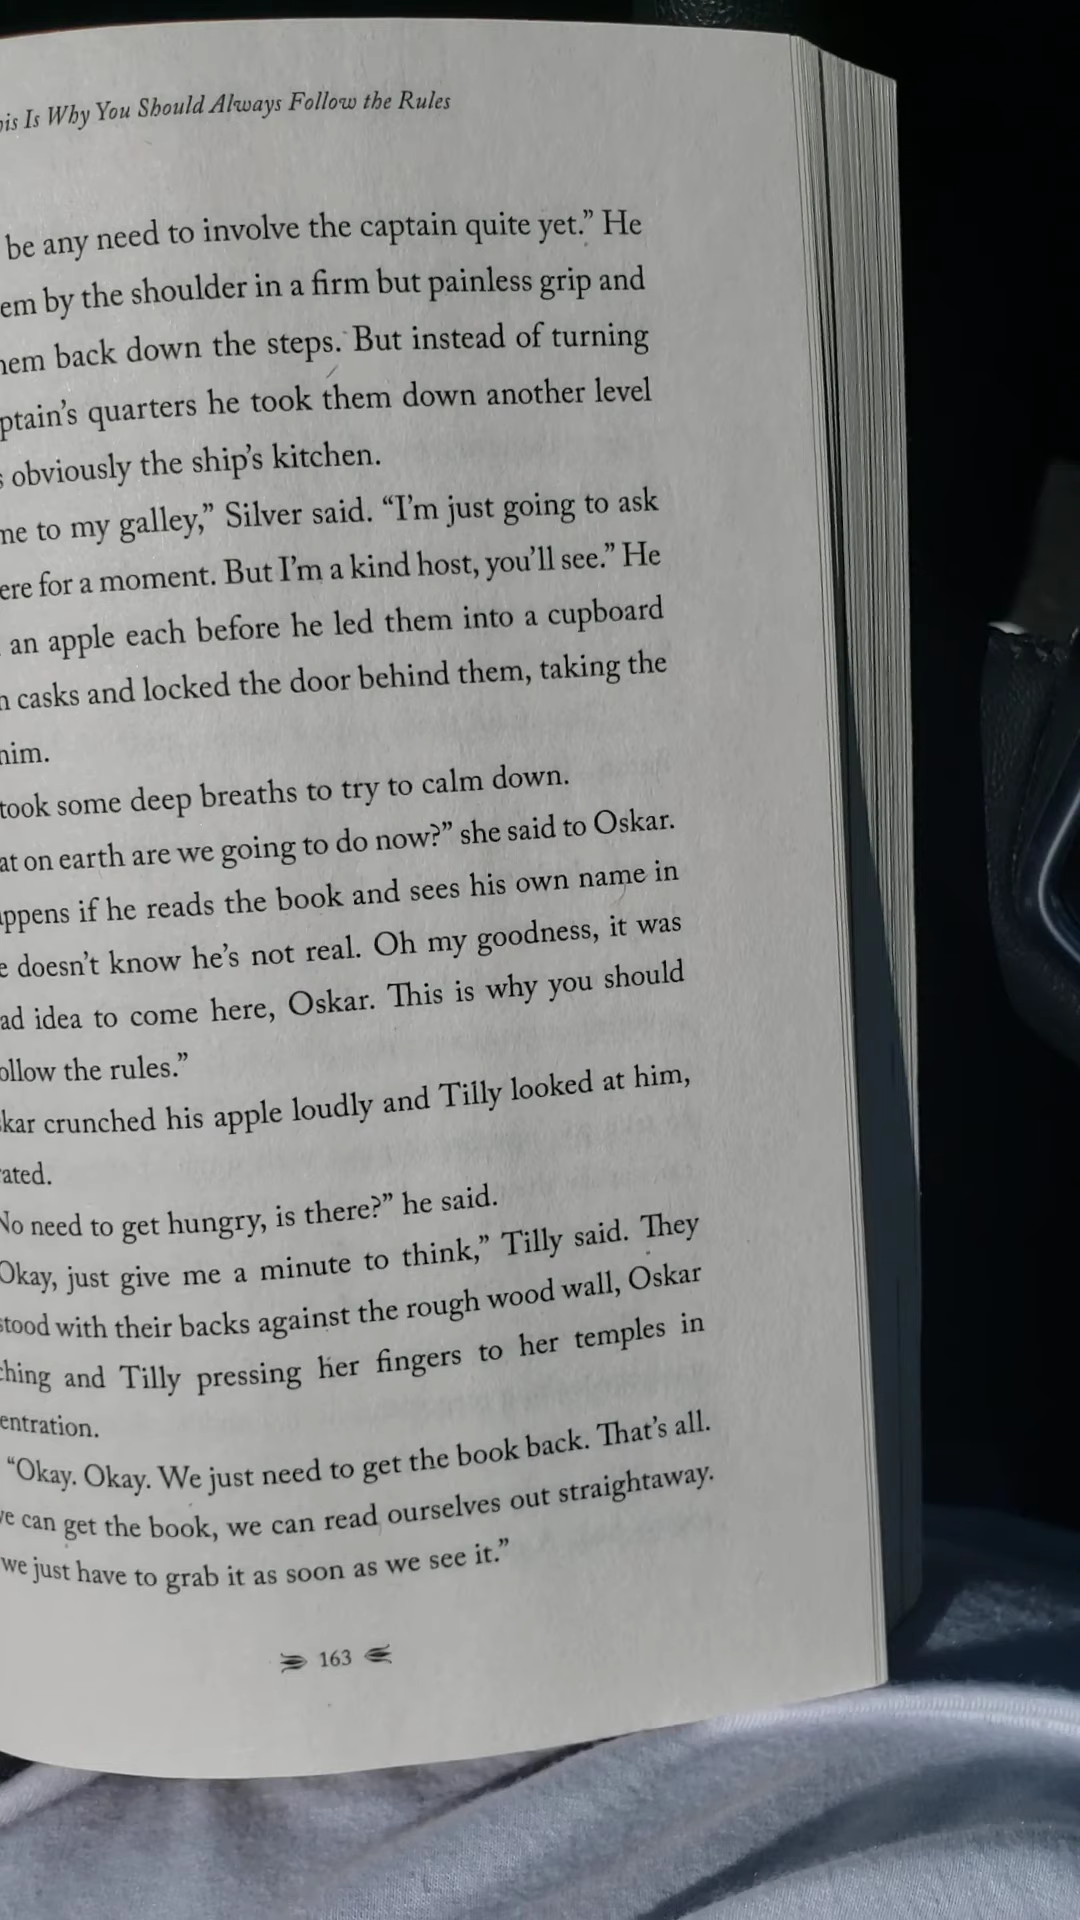 his Is Why You Should Always Follow the Rules
be any need to involve the captain quite yet.” He
em by the shoulder in a firm but painless grip and
hem back down the steps. But instead of turning
ptain’s quarters he took them down another level
s obviously the ship’s kitchen.
me to my galley,” Silver said. “I’m just going to ask
ere for a moment. But I’m a kind host, you’ll see.” He
an apple each before he led them into a cupboard
n casks and locked the door behind them, taking the
him.
took some deep breaths to try to calm down.
at on earth are we going to do now?” she said to Oskar.
appens if he reads the book and sees his own name in
e doesn’t know he’s not real. Oh my goodness, it was
ad idea to come here, Oskar. This is why you should
ollow the rules.”
kar crunched his apple loudly and Tilly looked at him,
rated.
No need to get hungry, is there?” he said.
Okay, just give me a minute to think,” Tilly said. They
stood with their backs against the rough wood wall, Oskar
ching and Tilly pressing her fingers to her temples in
entration.
“Okay. Okay. We just need to get the book back. That’s all.
ve can get the book, we can read ourselves out straightaway.
we just have to grab it as soon as we see it.”
163